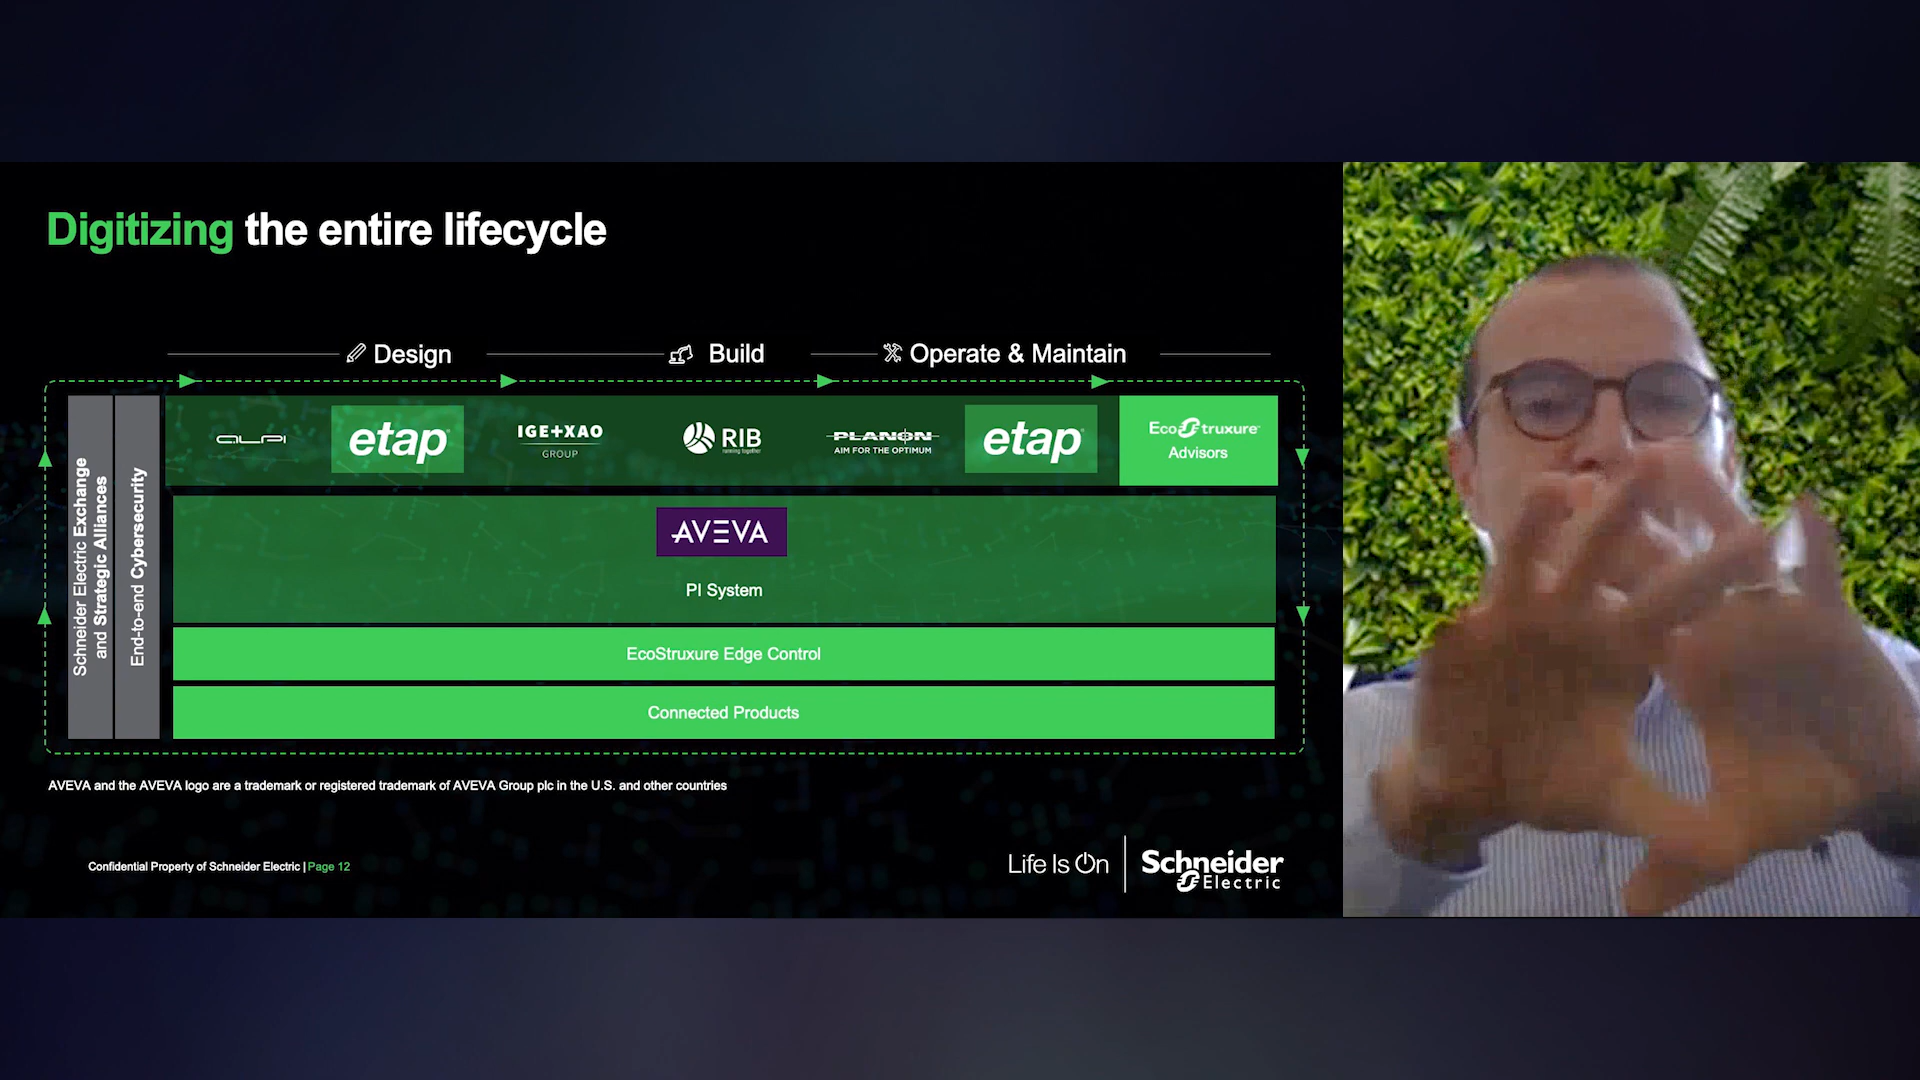 Digitizing the entire lifecycle
Design
Build
Operate & Maintain
Schneider Electric Exchange
and Strategic Alliances
End-to-end Cybersecurity
ALPI
etap
IGE+XAO
GROUP
RIB
running together
PLANON
AIM FOR THE OPTIMUM
etap
EcoStruxure
Advisors
AVEVA
PI System
EcoStruxure Edge Control
Connected Products
AVEVA and the AVEVA logo are a trademark or registered trademark of AVEVA Group plc in the U.S. and other countries
Confidential Property of Schneider Electric | Page 12
Life Is On
Schneider
Electric